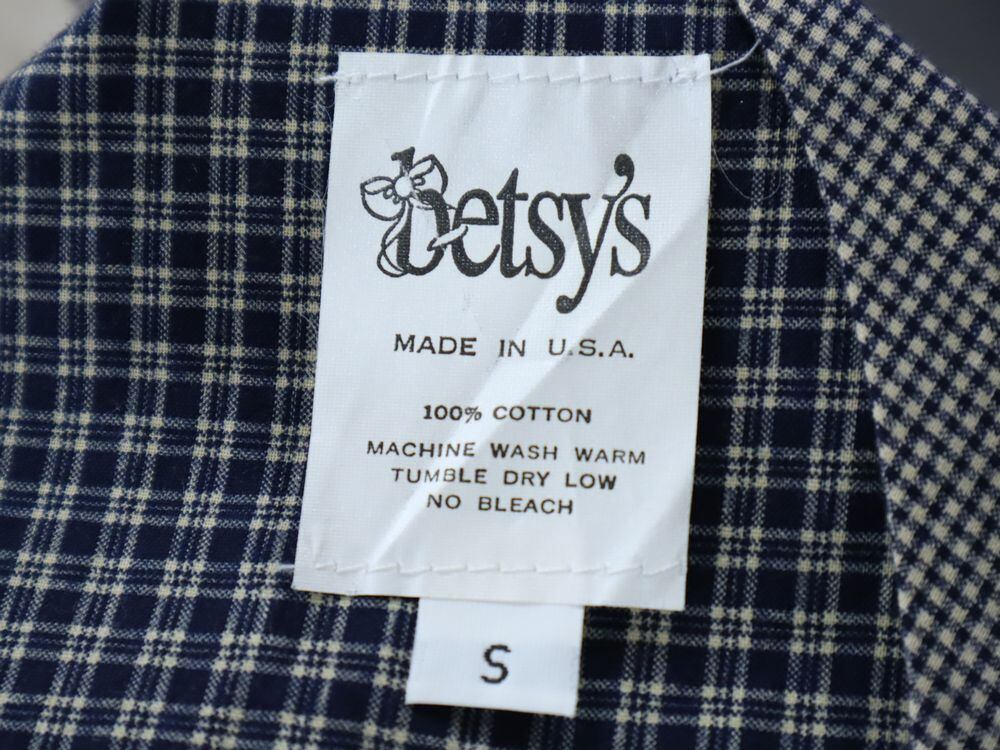 betsy's
MADE IN U.S.A.
100% COTTON
MACHINE WASH WARM
TUMBLE DRY LOW
NO BLEACH
S